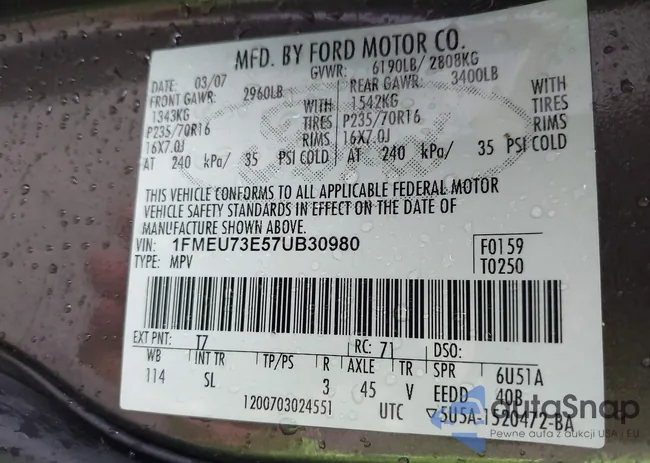 MFD. BY FORD MOTOR CO.
DATE: 03/07 GVWR: 6190LB/ 2808KG
FRONT GAWR: 2960LB REAR GAWR: 3400LB
1343KG WITH 1542KG WITH
P235/70R16 TIRES P235/70R16 TIRES
16X7.0J RIMS 16X7.0J RIMS
AT 240 kPa/ 35 PSI COLD AT 240 kPa/ 35 PSI COLD
THIS VEHICLE CONFORMS TO ALL APPLICABLE FEDERAL MOTOR
VEHICLE SAFETY STANDARDS IN EFFECT ON THE DATE OF
MANUFACTURE SHOWN ABOVE.
VIN: 1FMEU73E57UB30980 F0159
TYPE: MPV T0250
EXT PNT: T7 RC: 71 DSO:
WB INT TR TP/PS R AXLE TR SPR 6U51A
114 SL 3 45 V EEDD 40B
1200703024551 UTC ▽5U5A-1520472-BA
autaSnap
Pewne auta z aukcji USA i EU